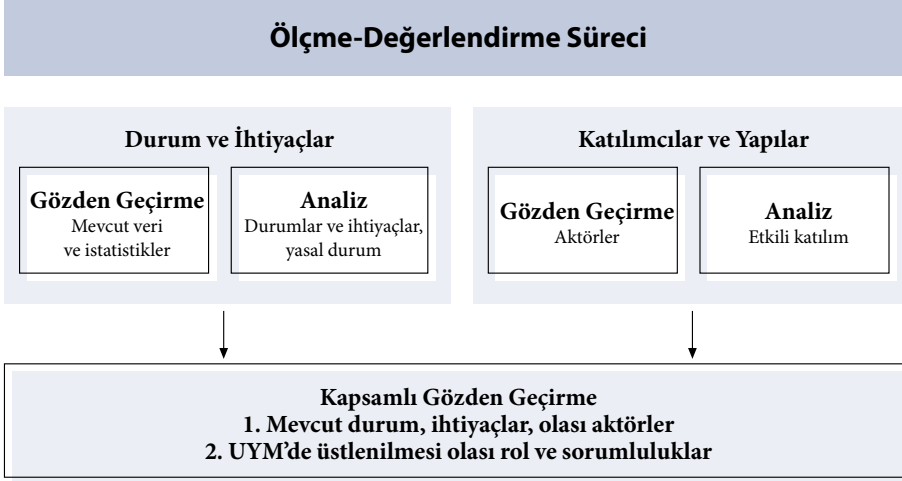 Ölçme-Değerlendirme Süreci
Durum ve İhtiyaçlar
Gözden Geçirme
Mevcut veri
ve istatistikler
Analiz
Durumlar ve ihtiyaçlar,
yasal durum
Katılımcılar ve Yapılar
Gözden Geçirme
Aktörler
Analiz
Etkili katılım
Kapsamlı Gözden Geçirme
1. Mevcut durum, ihtiyaçlar, olası aktörler
2. UYM’de üstlenilmesi olası rol ve sorumluluklar